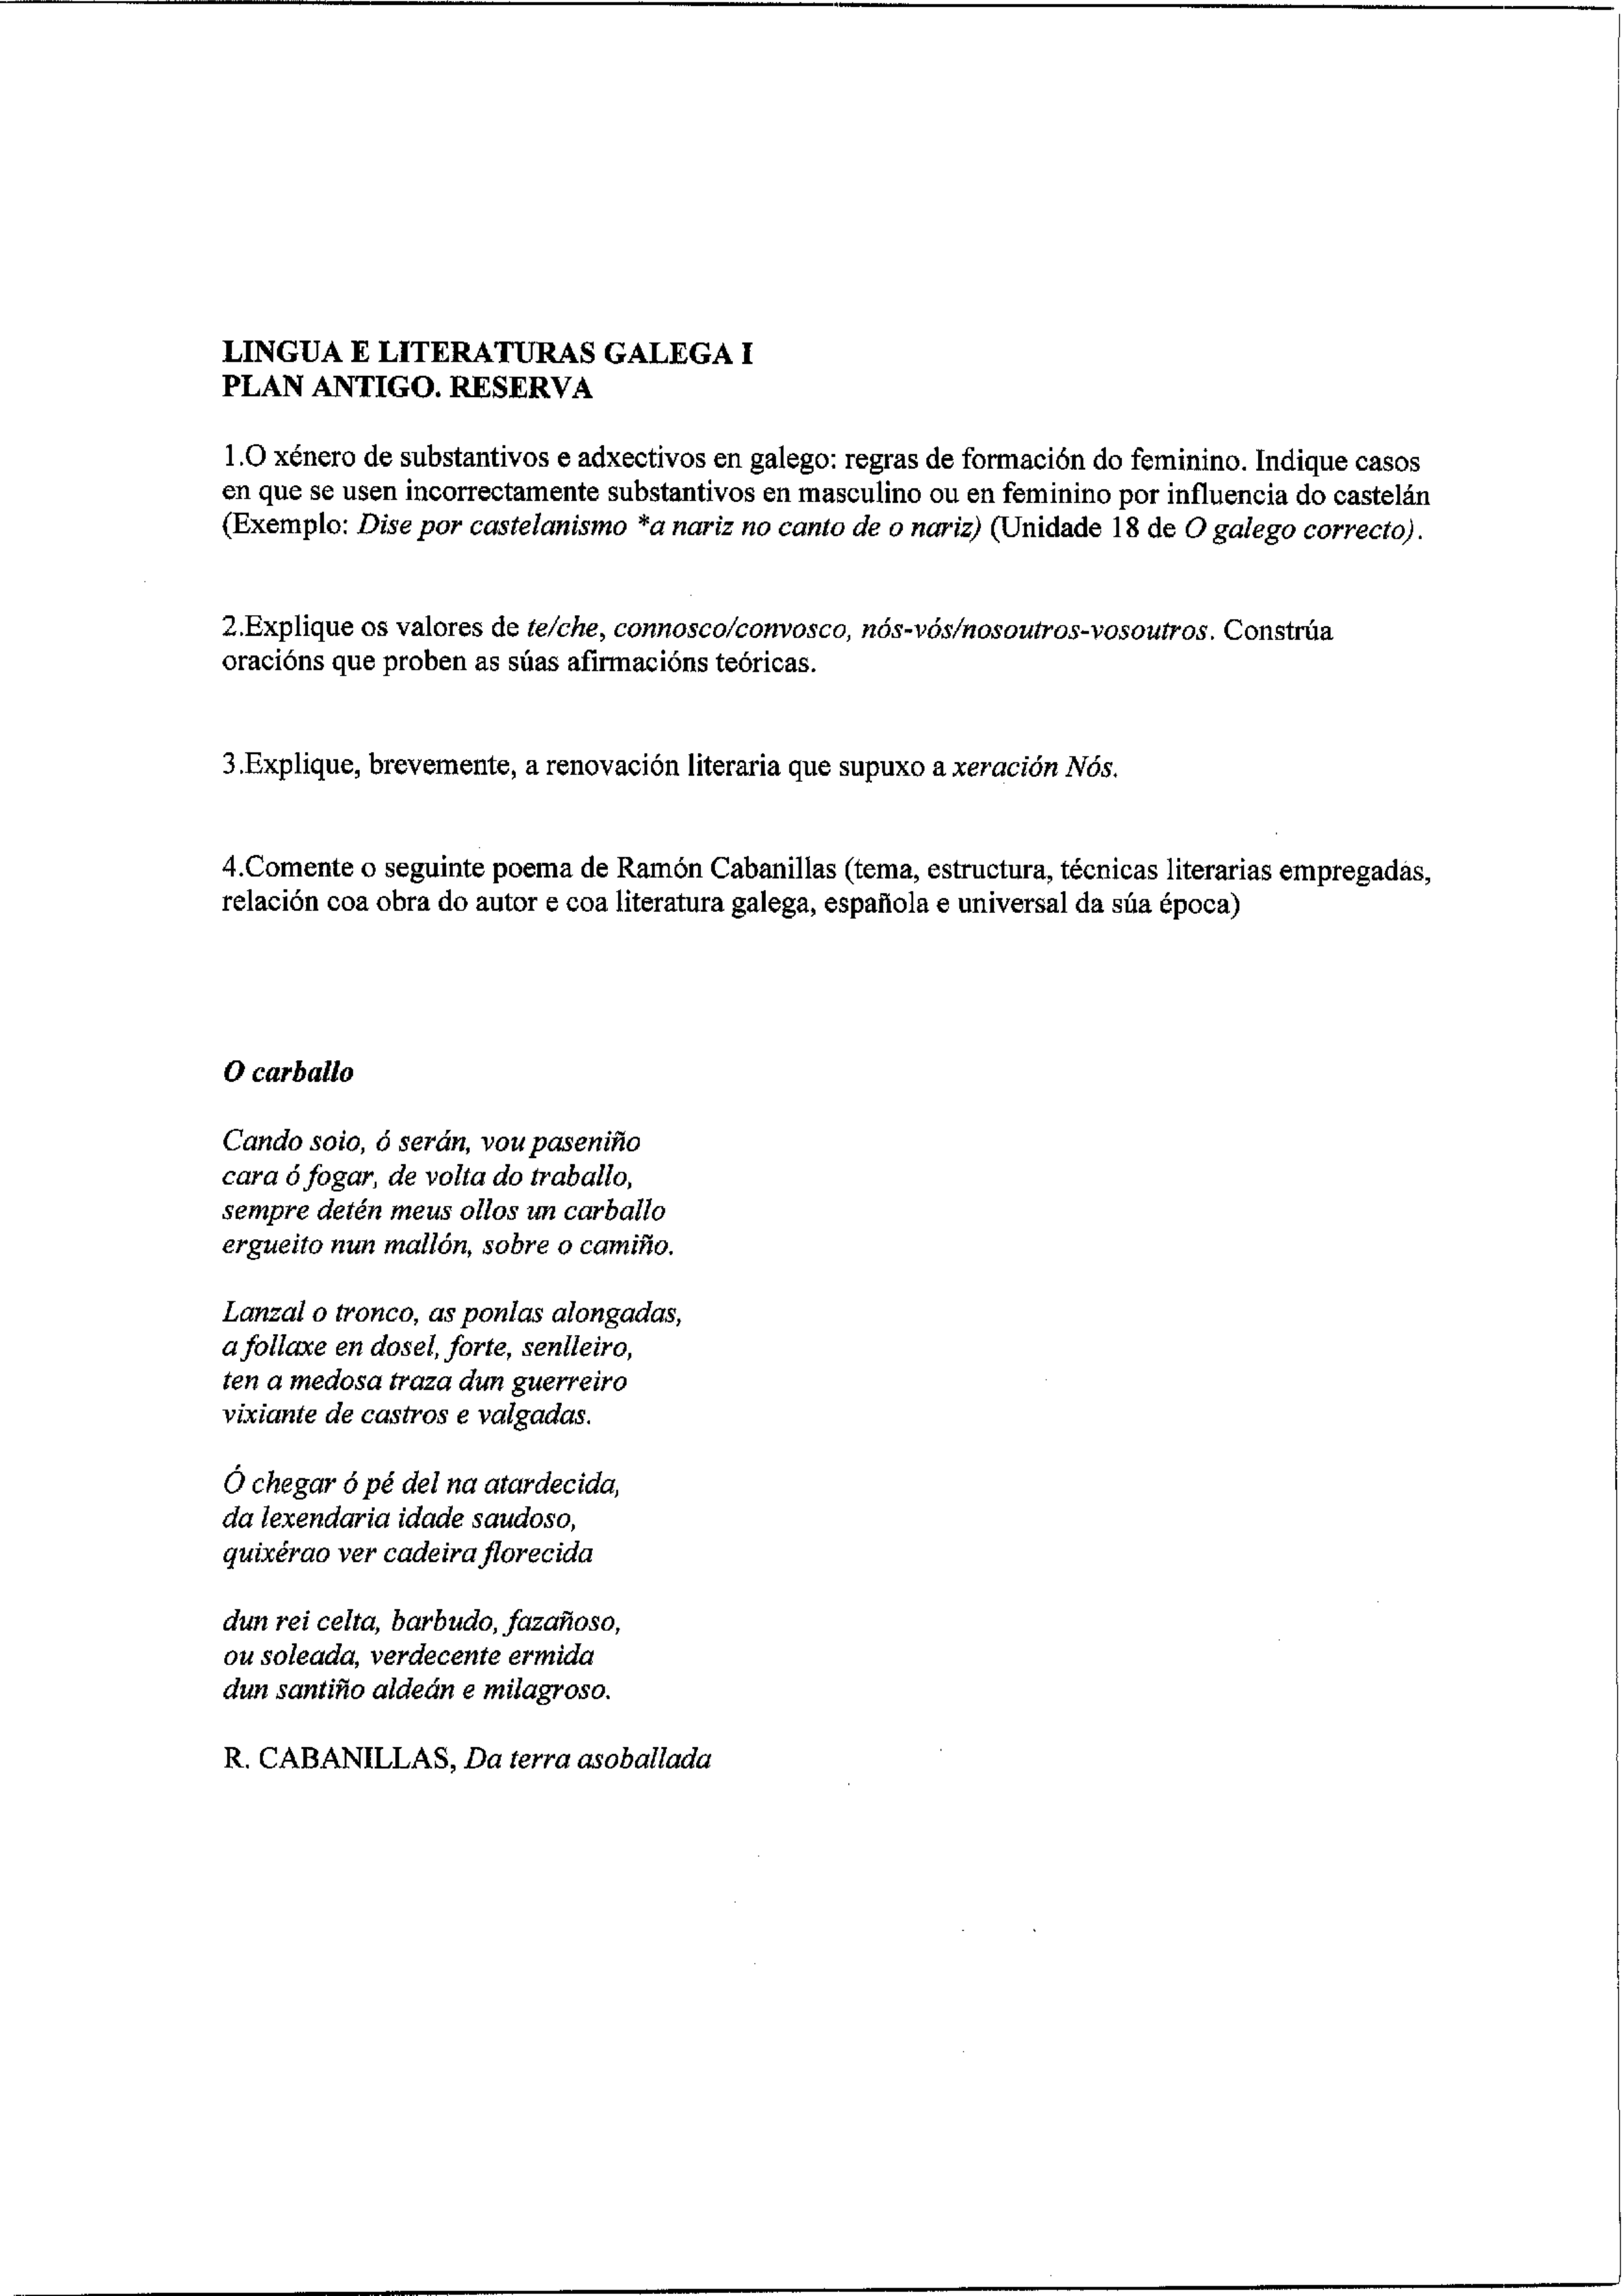 LINGUA E LITERATURAS GALEGA I
PLAN ANTIGO. RESERVA
1.O xénero de substantivos e adxectivos en galego: regras de formación do feminino. Indique casos
en que se usen incorrectamente substantivos en masculino ou en feminino por influencia do castelán
(Exemplo: Dise por castelanismo *a nariz no canto de o nariz) (Unidade 18 de O galego correcto).
2.Explique os valores de te/che, connosco/convosco, nós-vós/nosoutros-vosoutros. Constrúa
oracións que proben as súas afirmacións teóricas.
3.Explique, brevemente, a renovación literaria que supuxo a xeración Nós.
4.Comente o seguinte poema de Ramón Cabanillas (tema, estructura, técnicas literarias empregadas,
relación coa obra do autor e coa literatura galega, española e universal da súa época)
O carballo
Cando soio, ó serán, vou paseniño
cara ó fogar, de volta do traballo,
sempre detén meus ollos un carballo
ergueito nun mallón, sobre o camiño.
Lanzal o tronco, as ponlas alongadas,
a follaxe en dosel, forte, senlleiro,
ten a medosa traza dun guerreiro
vixiante de castros e valgadas.
Ó chegar ó pé del na atardecida,
da lexendaria idade saudoso,
quixérao ver cadeira florecida
dun rei celta, barbudo, fazañoso,
ou soleada, verdecente ermida
dun santiño aldeán e milagroso.
R. CABANILLAS, Da terra asoballada